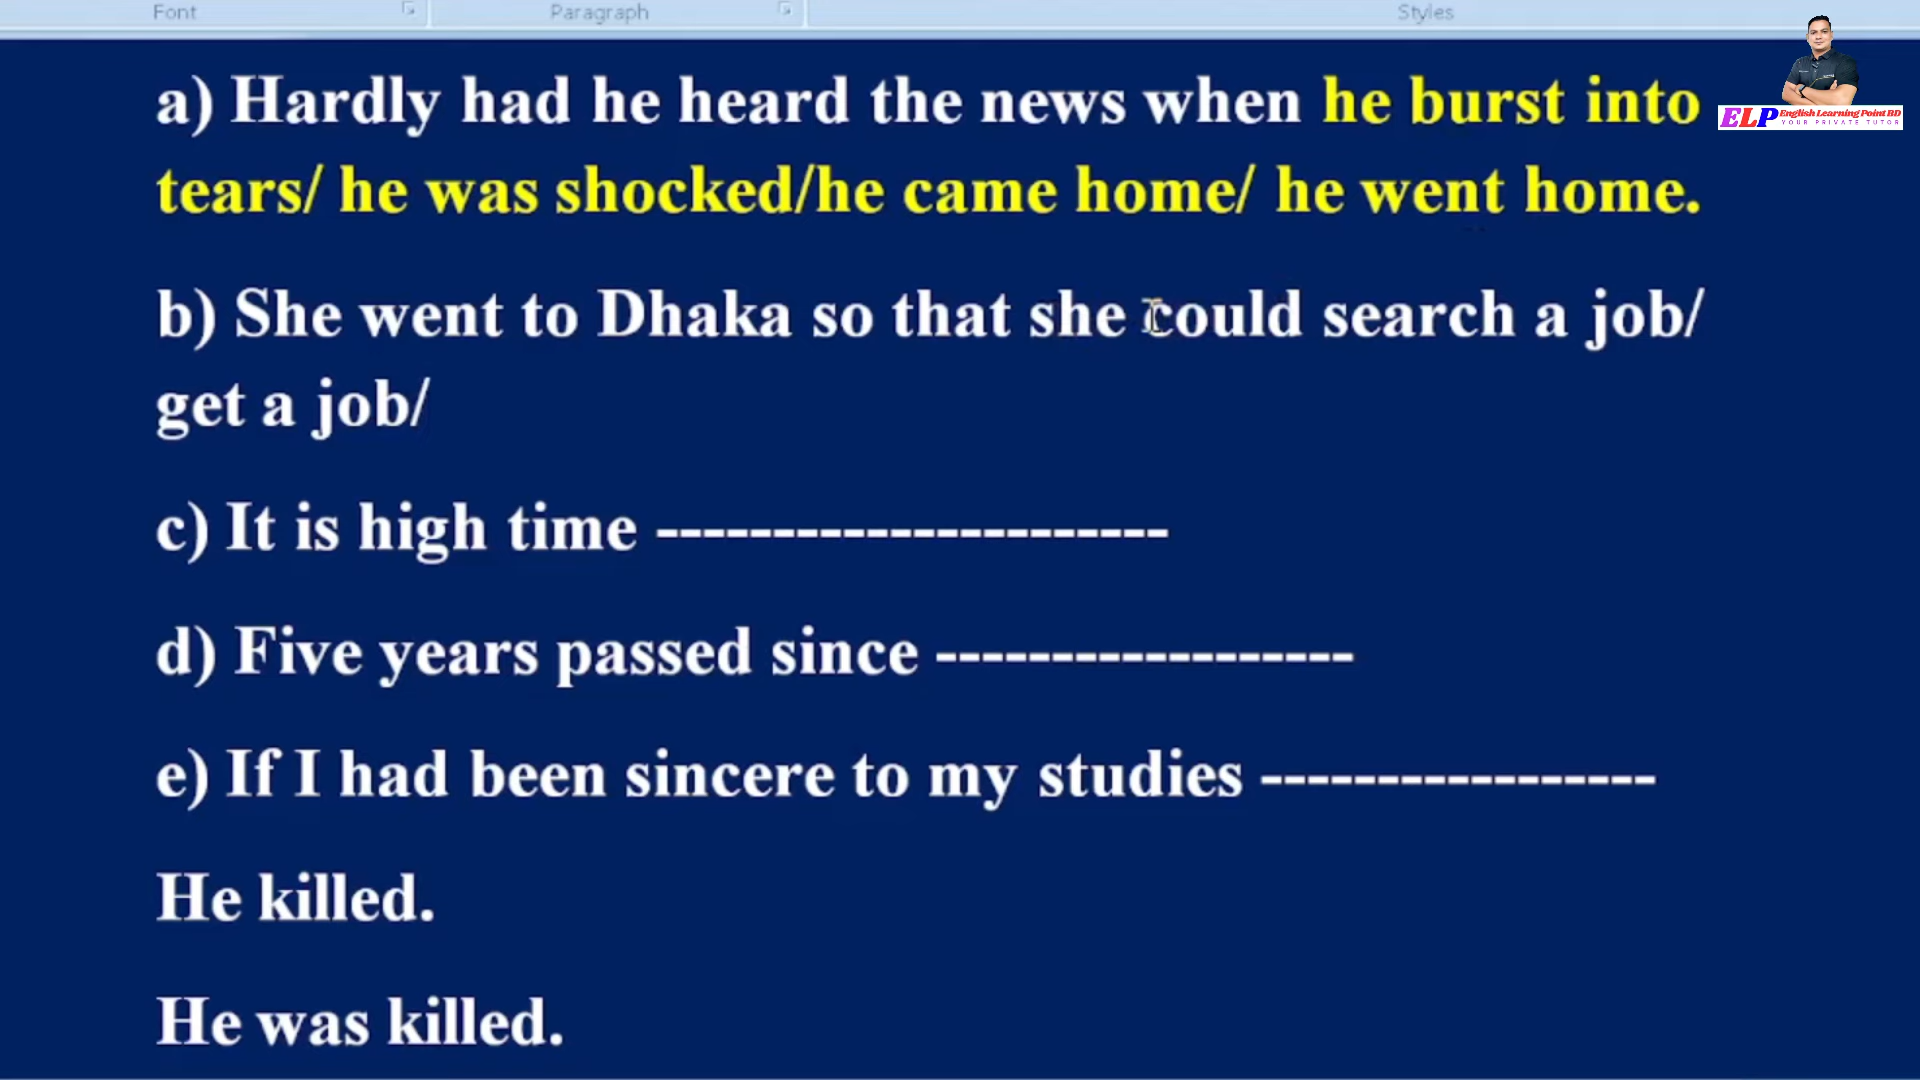 Font Paragraph Styles
a) Hardly had he heard the news when he burst into
tears/ he was shocked/he came home/ he went home.
b) She went to Dhaka so that she could search a job/
get a job/
c) It is high time ----------------------
d) Five years passed since ------------------
e) If I had been sincere to my studies -----------------
He killed.
He was killed.
ELP English Learning Point BD
YOUR PRIVATE TUTOR